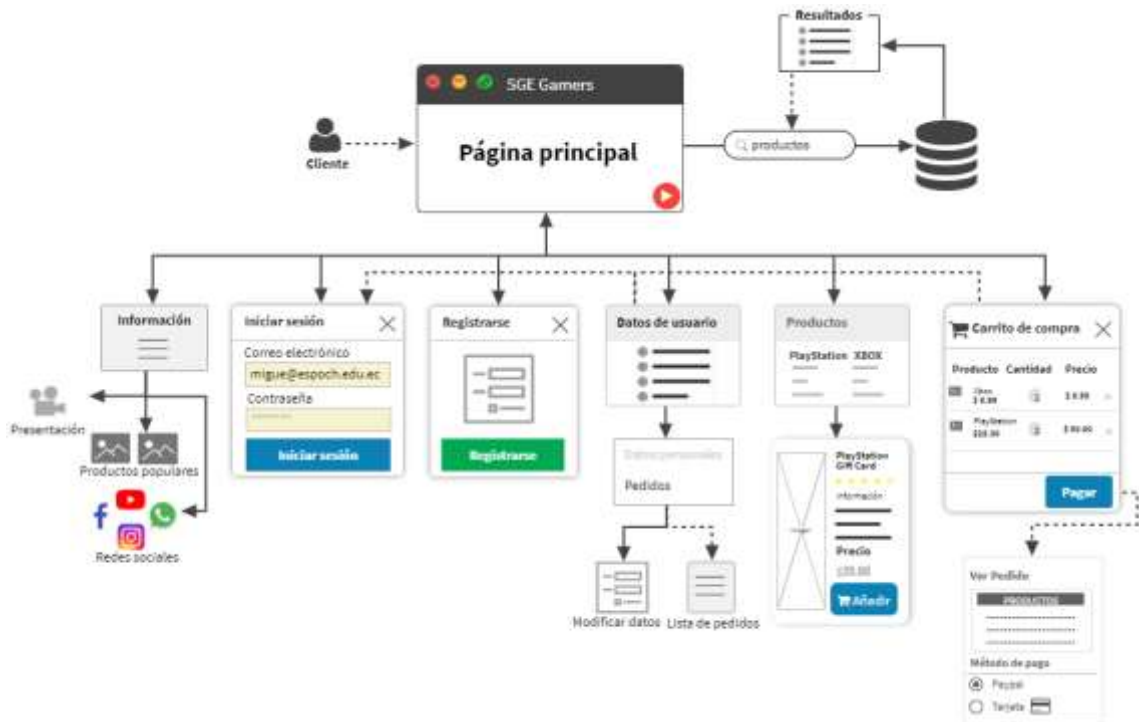 Resultados
SGE Gamers
Página principal
productos
Cliente
Información
Presentación
Productos populares
Redes sociales
Iniciar sesión
Correo electrónico
migue@espoch.edu.ec
Contraseña
Iniciar sesión
Registrarse
Registrarse
Datos de usuario
Datos personales
Pedidos
Modificar datos
Lista de pedidos
Productos
PlayStation XBOX
PlayStation
Gift Card
Información
Precio
Añadir
Carrito de compra
Producto Cantidad Precio
PlayStation
Pagar
Ver Pedido
PRODUCTOS
Método de pago
Paypal
Tarjeta